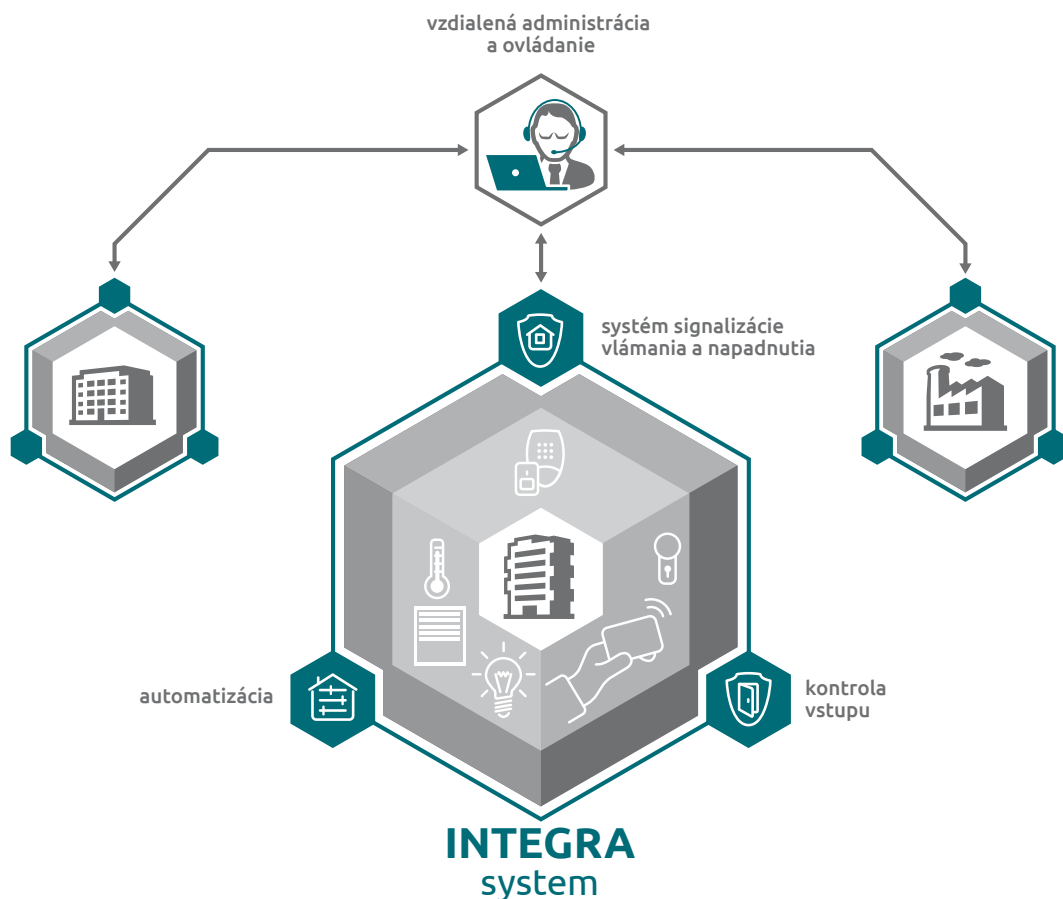 vzdialená administrácia
a ovládanie
systém signalizácie
vlámania a napadnutia
automatizácia
kontrola
vstupu
INTEGRA
system